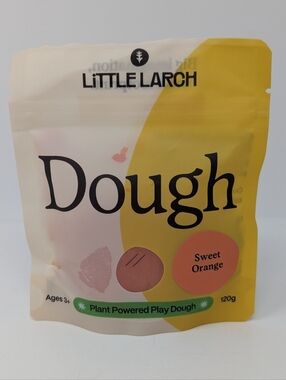 LiTTLE LARCH
Dough
Sweet
Orange
Ages 3+
Plant Powered Play Dough
120g